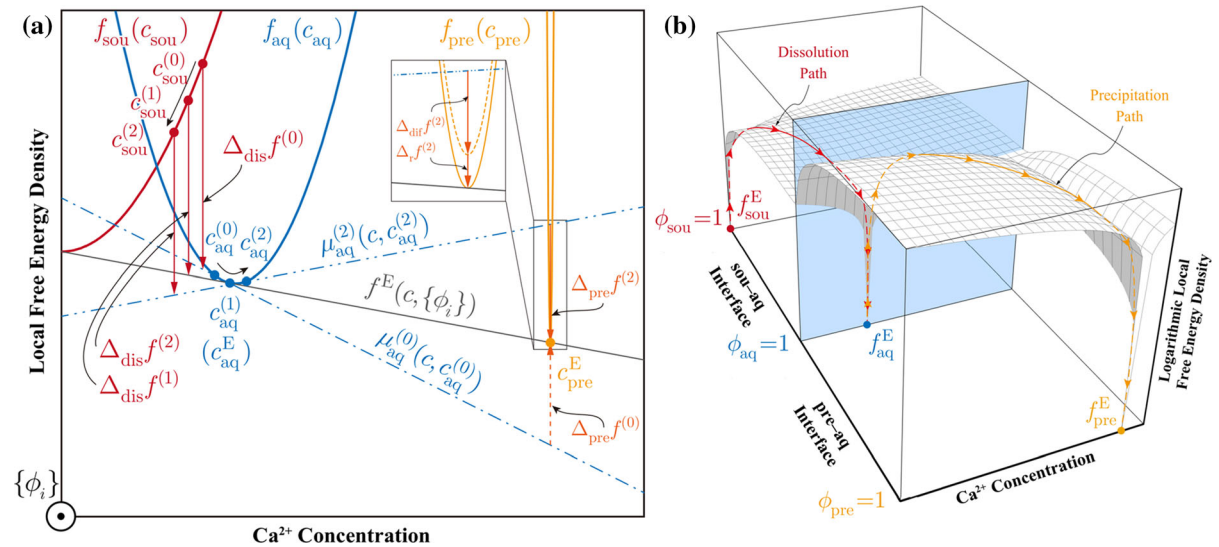 (a)
f_sou(c_sou)
f_aq(c_aq)
f_pre(c_pre)
c_sou^(0)
c_sou^(1)
c_sou^(2)
Δ_dis f^(0)
Δ_dif f^(2)
Δ_r f^(2)
c_aq^(0)
c_aq^(2)
μ_aq^(2)(c, c_aq^(2))
f^E(c, {ϕ_i})
Δ_pre f^(2)
c_aq^(1)
(c_aq^E)
μ_aq^(0)(c, c_aq^(0))
c_pre^E
Δ_dis f^(2)
Δ_dis f^(1)
Δ_pre f^(0)
{ϕ_i}
Local Free Energy Density
Ca²⁺ Concentration
(b)
Dissolution
Path
Precipitation
Path
ϕ_sou=1
f_sou^E
sou–aq
Interface
ϕ_aq=1
f_aq^E
pre–aq
Interface
ϕ_pre=1
f_pre^E
Ca²⁺ Concentration
Logarithmic Local
Free Energy Density